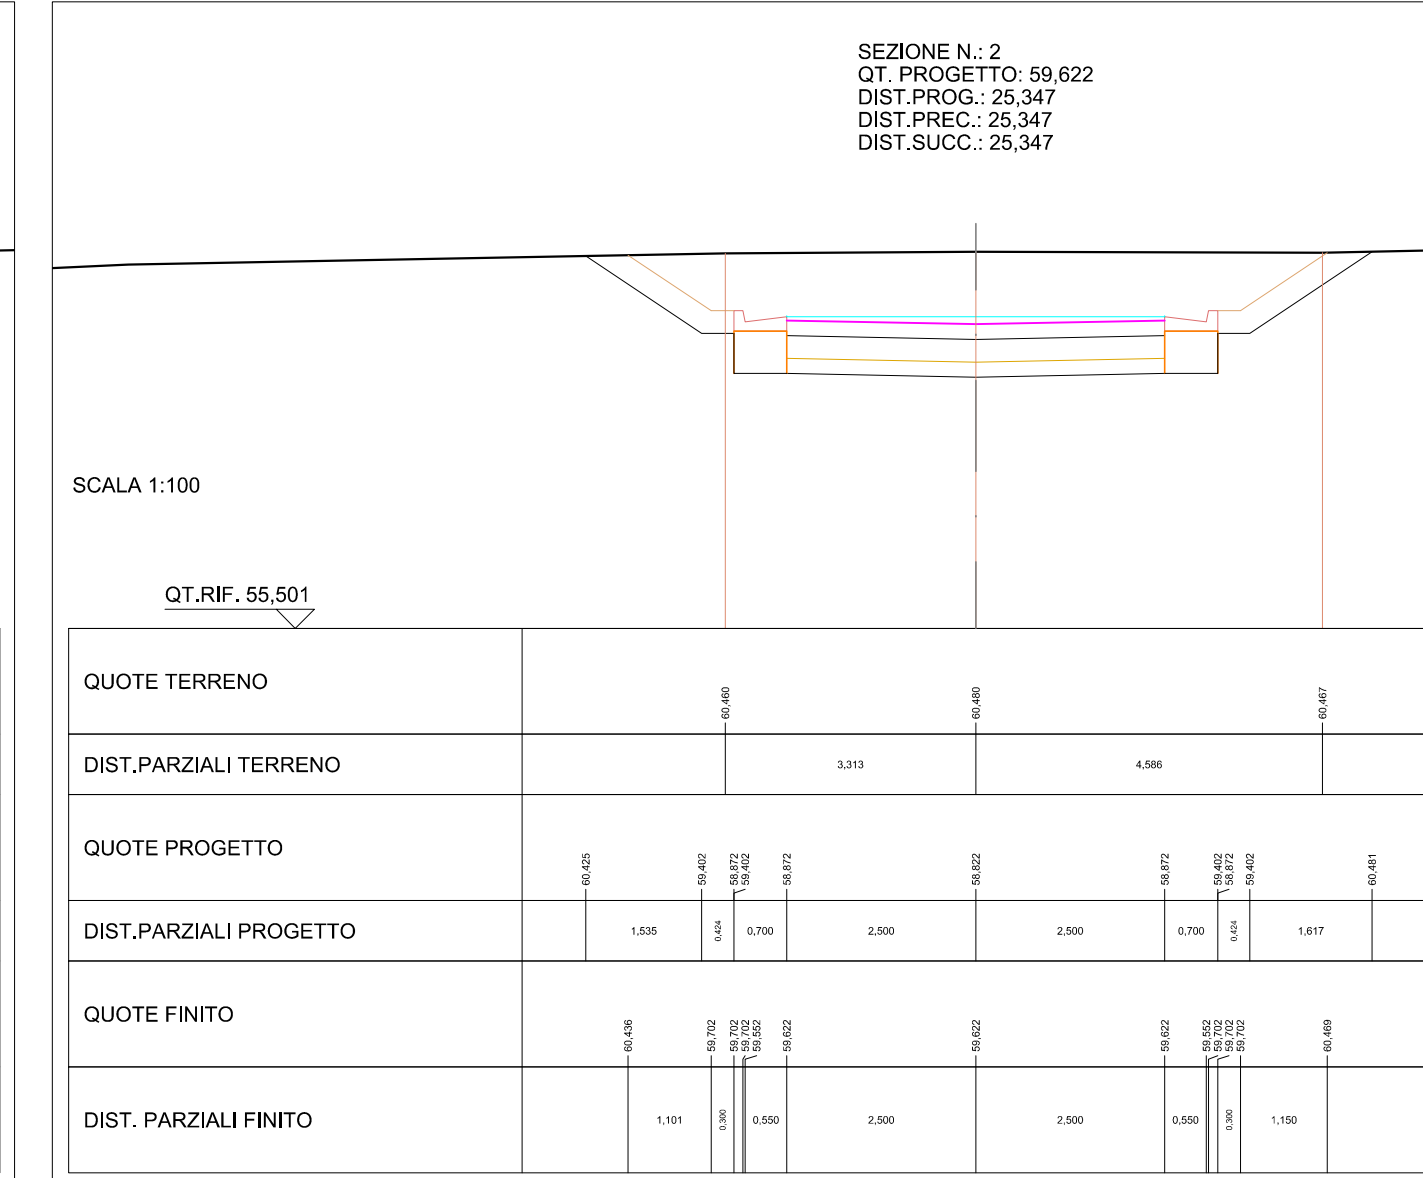 SEZIONE N.: 2
QT. PROGETTO: 59,622
DIST.PROG.: 25,347
DIST.PREC.: 25,347
DIST.SUCC.: 25,347
SCALA 1:100
QT.RIF. 55,501
QUOTE TERRENO
60,460 60,480 60,467
DIST.PARZIALI TERRENO
3,313 4,586
QUOTE PROGETTO
60,425 59,402 58,872 59,402 58,872 58,822 58,872 59,402 58,872 59,402 60,481
DIST.PARZIALI PROGETTO
1,535 0,424 0,700 2,500 2,500 0,700 0,424 1,617
QUOTE FINITO
60,436 59,702 59,702 59,702 59,552 59,622 59,622 59,622 59,552 59,702 59,702 59,702 60,469
DIST. PARZIALI FINITO
1,101 0,300 0,550 2,500 2,500 0,550 0,300 1,150